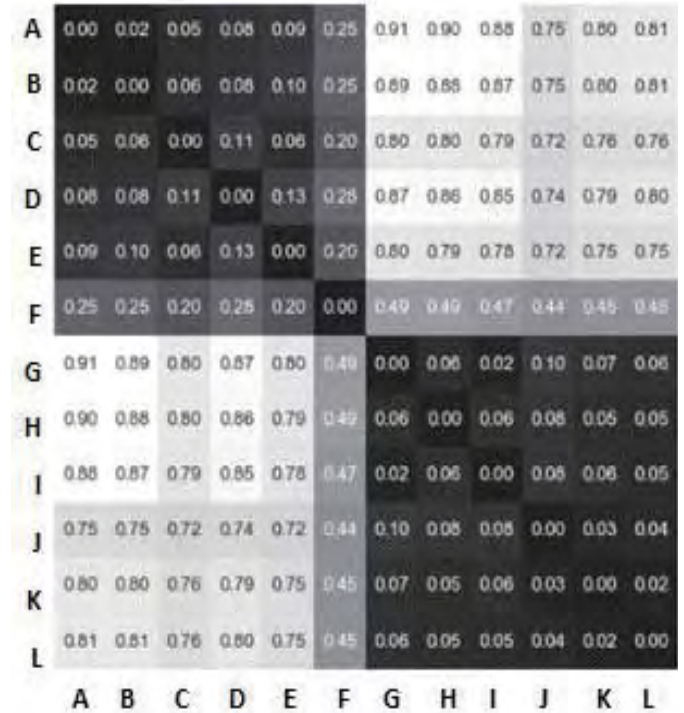 A 0.00 0.02 0.05 0.08 0.09 0.25 0.91 0.90 0.88 0.75 0.80 0.81
B 0.02 0.00 0.06 0.08 0.10 0.25 0.89 0.88 0.87 0.75 0.80 0.81
C 0.05 0.06 0.00 0.11 0.06 0.20 0.80 0.80 0.79 0.72 0.76 0.76
D 0.08 0.08 0.11 0.00 0.13 0.28 0.87 0.86 0.85 0.74 0.79 0.80
E 0.09 0.10 0.06 0.13 0.00 0.20 0.80 0.79 0.78 0.72 0.75 0.75
F 0.25 0.25 0.20 0.28 0.20 0.00 0.49 0.49 0.47 0.44 0.45 0.45
G 0.91 0.89 0.80 0.87 0.80 0.49 0.00 0.06 0.02 0.10 0.07 0.06
H 0.90 0.88 0.80 0.86 0.79 0.49 0.06 0.00 0.06 0.08 0.05 0.05
I 0.88 0.87 0.79 0.85 0.78 0.47 0.02 0.06 0.00 0.08 0.06 0.05
J 0.75 0.75 0.72 0.74 0.72 0.44 0.10 0.08 0.08 0.00 0.03 0.04
K 0.80 0.80 0.76 0.79 0.75 0.45 0.07 0.05 0.06 0.03 0.00 0.02
L 0.81 0.81 0.76 0.80 0.75 0.45 0.06 0.05 0.05 0.04 0.02 0.00
A B C D E F G H I J K L